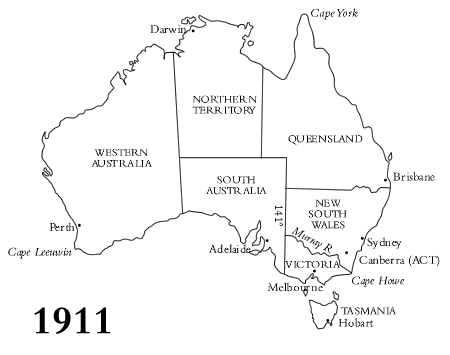 Cape York
Darwin
NORTHERN
TERRITORY
QUEENSLAND
WESTERN
AUSTRALIA
Brisbane
SOUTH
AUSTRALIA
141°
NEW
SOUTH
WALES
Perth
Murray R.
Sydney
Cape Leeuwin
Adelaide
Canberra (ACT)
VICTORIA
Cape Howe
Melbourne
1911
TASMANIA
Hobart